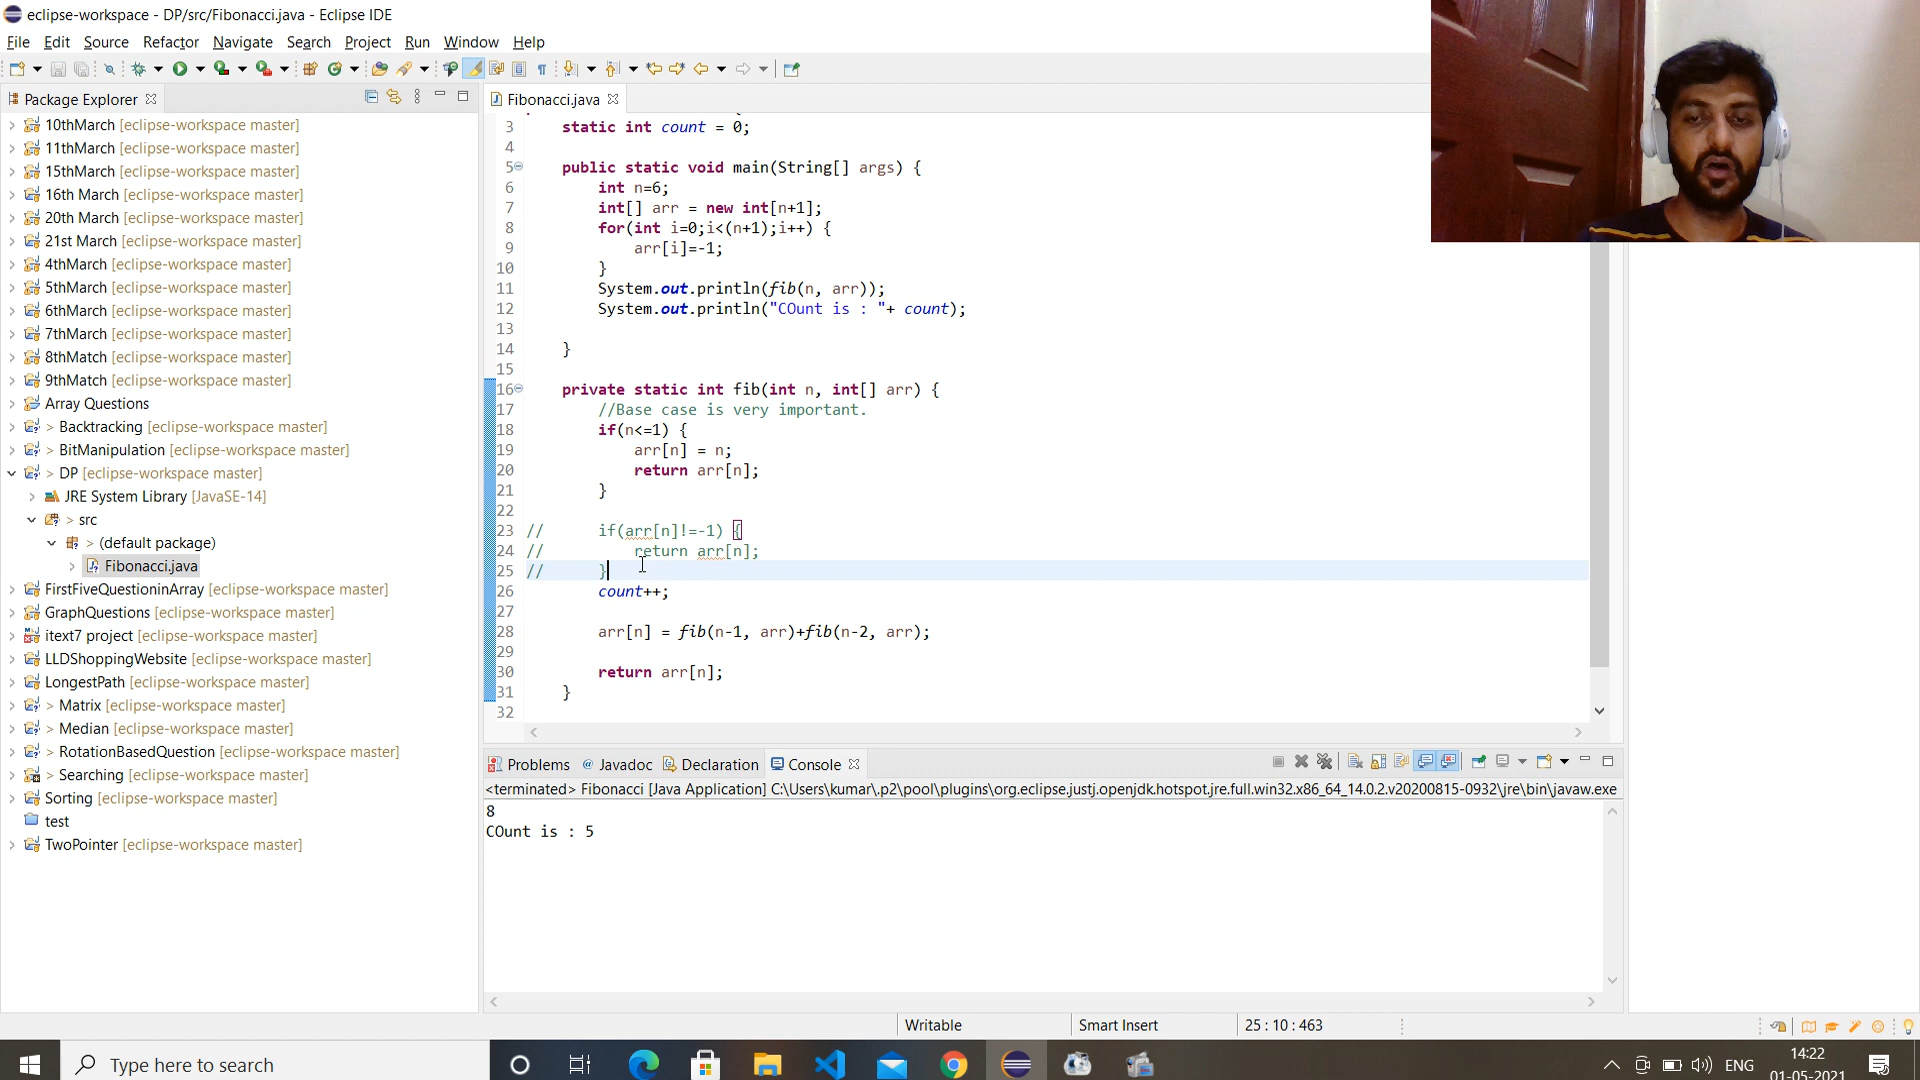 eclipse-workspace - DP/src/Fibonacci.java - Eclipse IDE
File Edit Source Refactor Navigate Search Project Run Window Help
Package Explorer
10thMarch [eclipse-workspace master]
11thMarch [eclipse-workspace master]
15thMarch [eclipse-workspace master]
16th March [eclipse-workspace master]
20th March [eclipse-workspace master]
21st March [eclipse-workspace master]
4thMarch [eclipse-workspace master]
5thMarch [eclipse-workspace master]
6thMarch [eclipse-workspace master]
7thMarch [eclipse-workspace master]
8thMatch [eclipse-workspace master]
9thMatch [eclipse-workspace master]
Array Questions
> Backtracking [eclipse-workspace master]
> BitManipulation [eclipse-workspace master]
> DP [eclipse-workspace master]
JRE System Library [JavaSE-14]
> src
> (default package)
Fibonacci.java
FirstFiveQuestioninArray [eclipse-workspace master]
GraphQuestions [eclipse-workspace master]
itext7 project [eclipse-workspace master]
LLDShoppingWebsite [eclipse-workspace master]
LongestPath [eclipse-workspace master]
> Matrix [eclipse-workspace master]
> Median [eclipse-workspace master]
> RotationBasedQuestion [eclipse-workspace master]
> Searching [eclipse-workspace master]
Sorting [eclipse-workspace master]
test
TwoPointer [eclipse-workspace master]
Fibonacci.java
3 static int count = 0;
4
5 public static void main(String[] args) {
6 int n=6;
7 int[] arr = new int[n+1];
8 for(int i=0;i<(n+1);i++) {
9 arr[i]=-1;
10 }
11 System.out.println(fib(n, arr));
12 System.out.println("COunt is : "+ count);
13
14 }
15
16 private static int fib(int n, int[] arr) {
17 //Base case is very important.
18 if(n<=1) {
19 arr[n] = n;
20 return arr[n];
21 }
22
23 // if(arr[n]!=-1) {
24 // return arr[n];
25 // }
26 count++;
27
28 arr[n] = fib(n-1, arr)+fib(n-2, arr);
29
30 return arr[n];
31 }
32
Problems @ Javadoc Declaration Console
<terminated> Fibonacci [Java Application] C:\Users\kumar\.p2\pool\plugins\org.eclipse.justj.openjdk.hotspot.jre.full.win32.x86_64_14.0.2.v20200815-0932\jre\bin\javaw.exe
8
COunt is : 5
Writable Smart Insert 25 : 10 : 463
Type here to search
ENG
14:22
01-05-2021